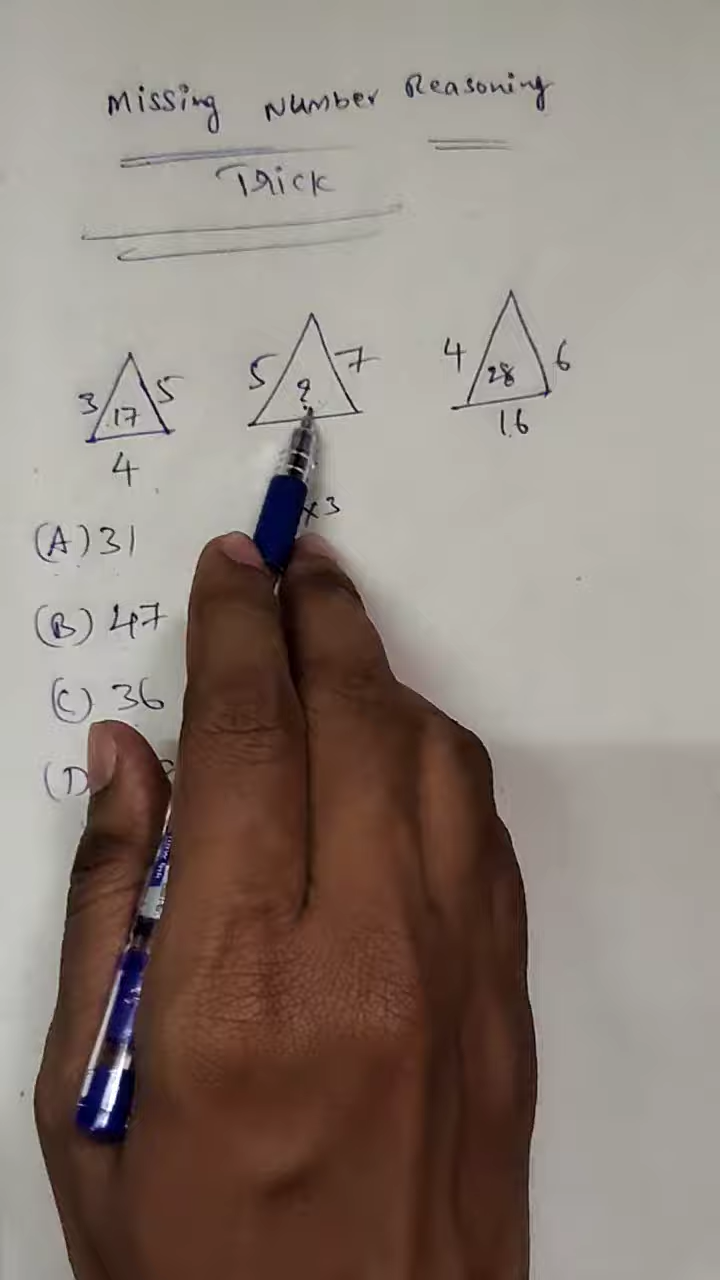 Missing Number Reasoning
Trick
3 17 5
4
5 ? 7
4 28 6
16
x3
(A) 31
(B) 47
(C) 36
(D)